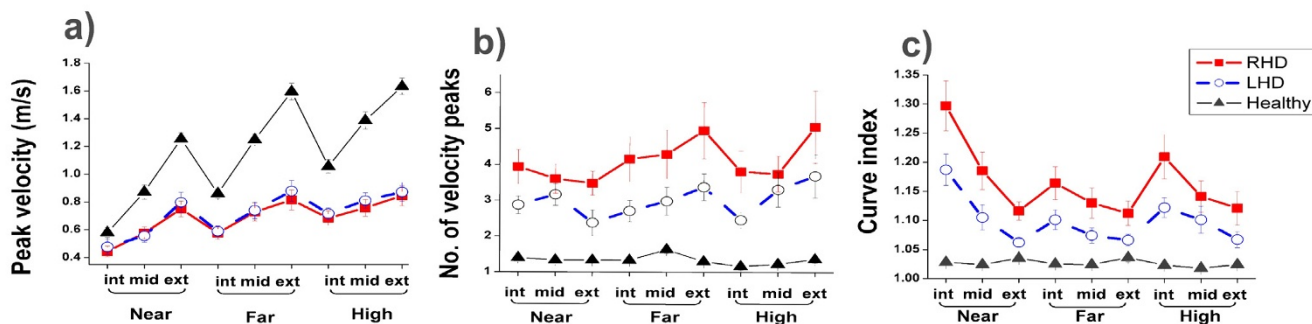 a)
Peak velocity (m/s)
1.8
1.6
1.4
1.2
1.0
0.8
0.6
0.4
int mid ext int mid ext int mid ext
Near Far High
b)
No. of velocity peaks
6
5
4
3
2
1
int mid ext int mid ext int mid ext
Near Far High
c)
Curve index
1.35
1.30
1.25
1.20
1.15
1.10
1.05
1.00
int mid ext int mid ext int mid ext
Near Far High
RHD
LHD
Healthy